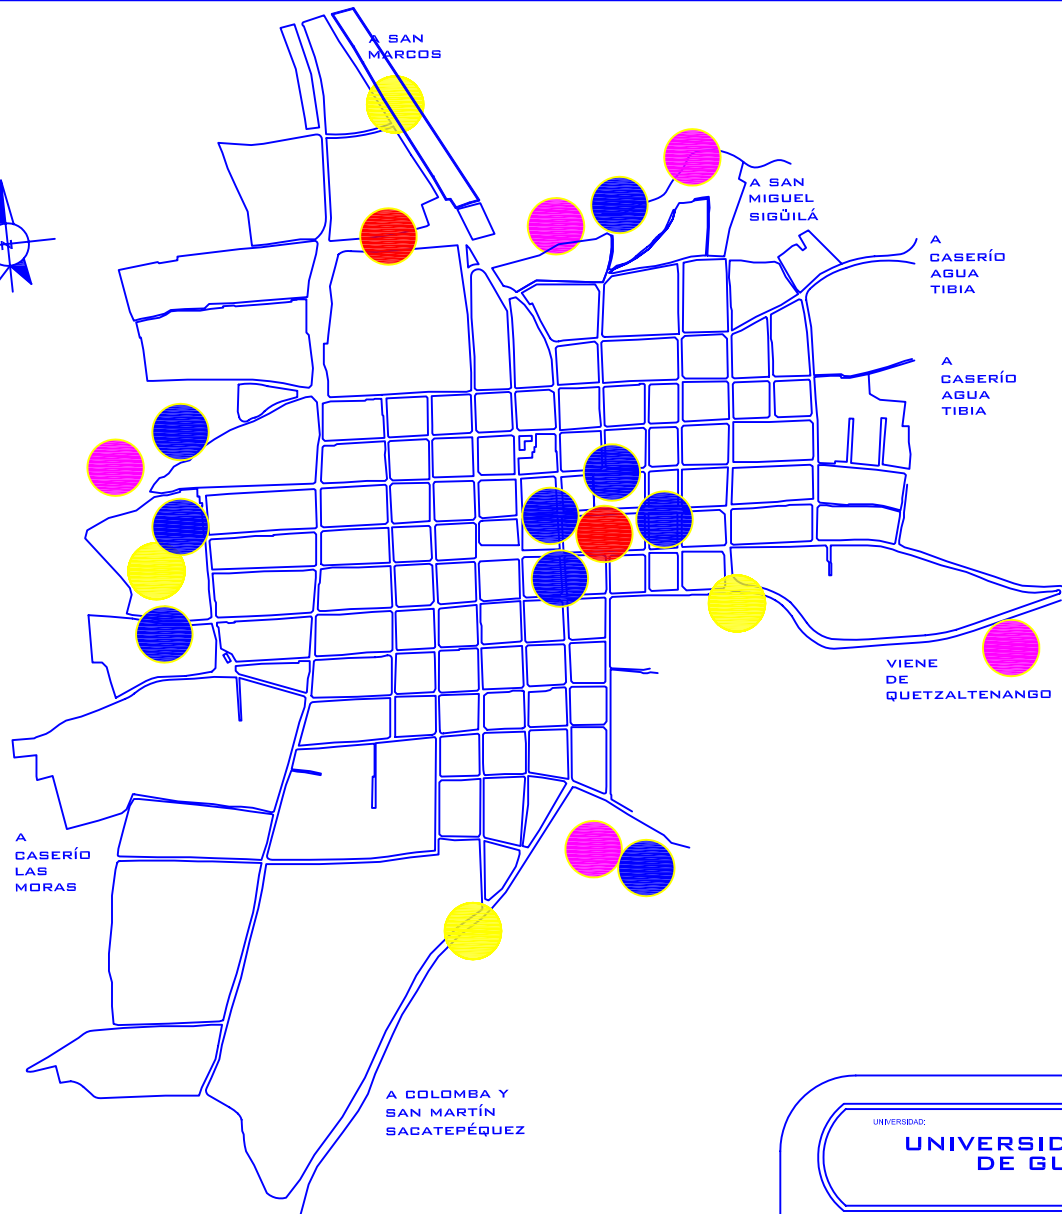 A SAN
MARCOS
A SAN
MIGUEL
SIGÜILÁ
N
A
CASERÍO
AGUA
TIBIA
A
CASERÍO
AGUA
TIBIA
VIENE
DE
QUETZALTENANGO
A
CASERÍO
LAS
MORAS
A COLOMBA Y
SAN MARTÍN
SACATEPÉQUEZ
UNIVERSIDAD:
UNIVERSID
DE GU